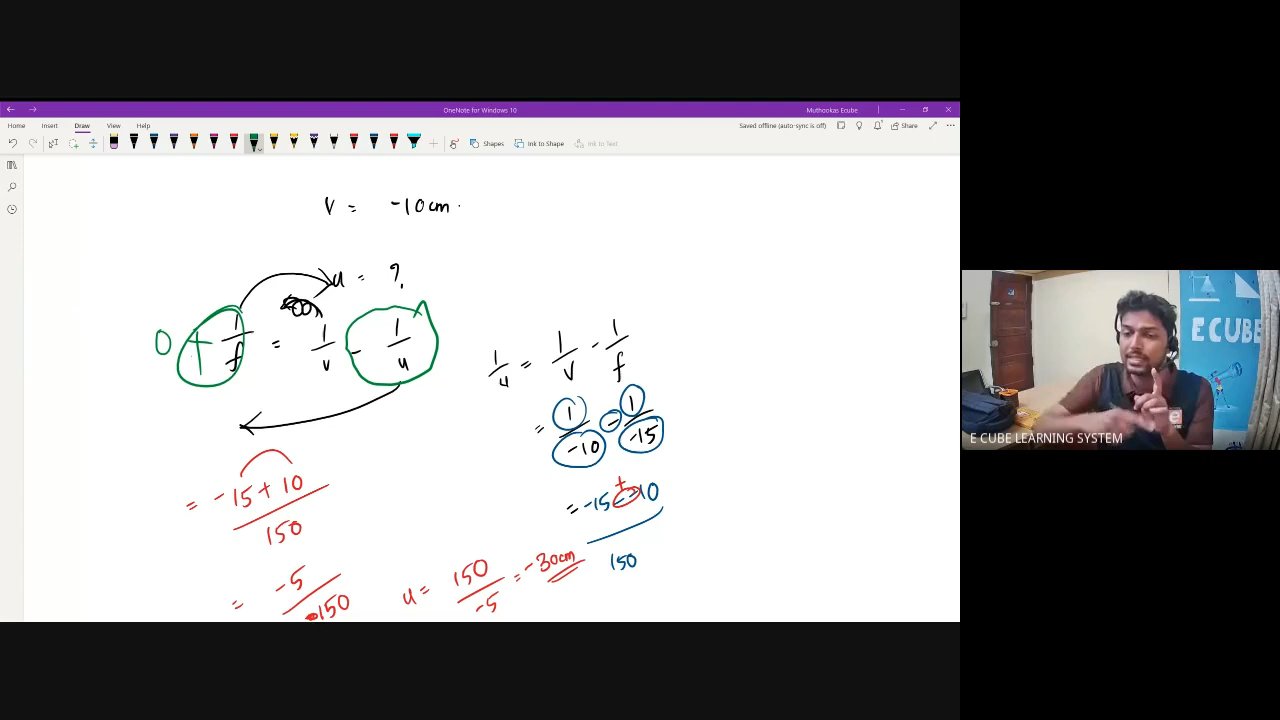 OneNote for Windows 10
Muthookas Ecube
Home Insert Draw View Help
Saved offline (auto-sync is off)
Share
Shapes
Ink to Shape
Ink to Text
v = -10cm.
u = ?
0 + 1/f = 1/v - 1/u
1/u = 1/v - 1/f
= 1/-10 - 1/-15
= -15 + 10 / 150
= -15 - -10 / 150
+
= -5 / 150
u = 150 / -5 = -30cm
E CUBE
e
E CUBE LEARNING SYSTEM